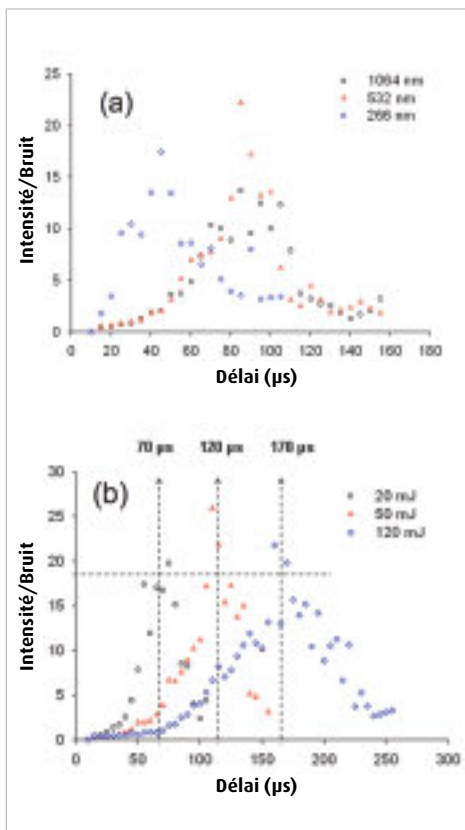 25
(a)
1064 nm
532 nm
266 nm
20
15
10
5
0
Intensité/Bruit
0 20 40 60 80 100 120 140 160 180
Délai (µs)
70 µs 120 µs 170 µs
30
(b)
20 mJ
50 mJ
120 mJ
25
20
15
10
5
0
Intensité/Bruit
0 50 100 150 200 250 300
Délai (µs)